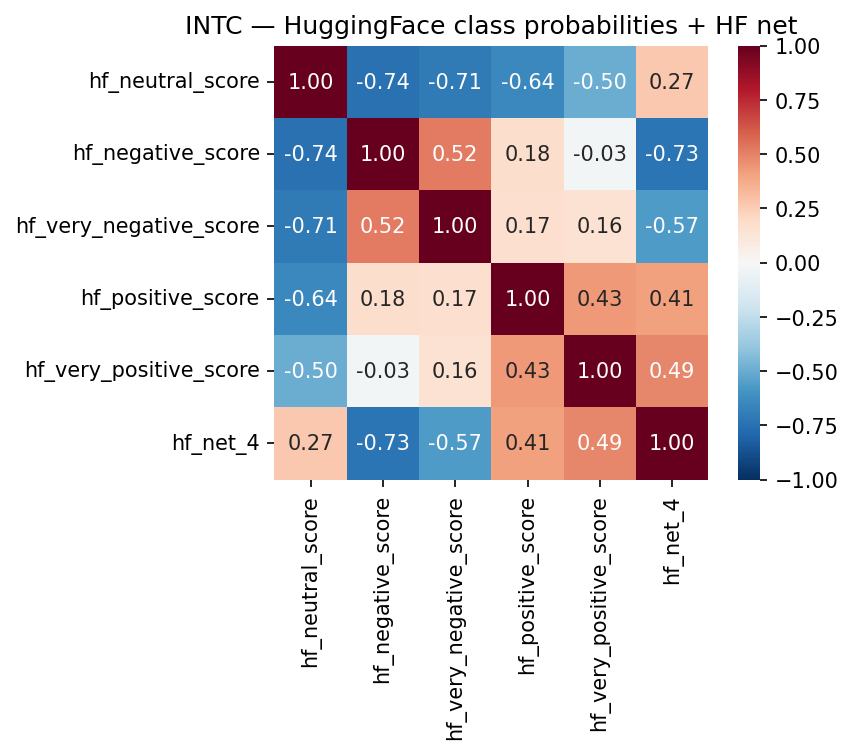 INTC — HuggingFace class probabilities + HF net
hf_neutral_score 1.00 -0.74 -0.71 -0.64 -0.50 0.27
hf_negative_score -0.74 1.00 0.52 0.18 -0.03 -0.73
hf_very_negative_score -0.71 0.52 1.00 0.17 0.16 -0.57
hf_positive_score -0.64 0.18 0.17 1.00 0.43 0.41
hf_very_positive_score -0.50 -0.03 0.16 0.43 1.00 0.49
hf_net_4 0.27 -0.73 -0.57 0.41 0.49 1.00
hf_neutral_score
hf_negative_score
hf_very_negative_score
hf_positive_score
hf_very_positive_score
hf_net_4
1.00
0.75
0.50
0.25
0.00
−0.25
−0.50
−0.75
−1.00